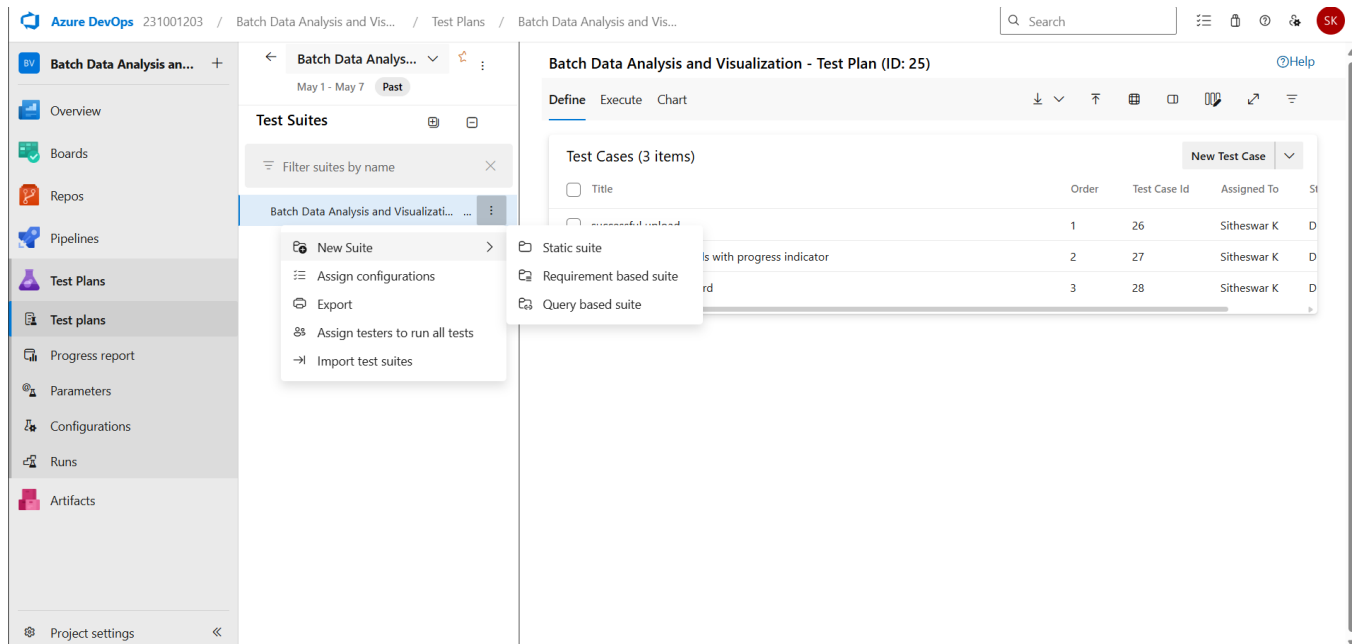 Azure DevOps 231001203 / Batch Data Analysis and Vis... / Test Plans / Batch Data Analysis and Vis...
Search
SK
BV Batch Data Analysis an... +
Overview
Boards
Repos
Pipelines
Test Plans
Test plans
Progress report
Parameters
Configurations
Runs
Artifacts
Project settings
Batch Data Analys...
May 1 - May 7 Past
Test Suites
Filter suites by name
Batch Data Analysis and Visualizati... ...
New Suite
Assign configurations
Export
Assign testers to run all tests
Import test suites
Static suite
Requirement based suite
Query based suite
Batch Data Analysis and Visualization - Test Plan (ID: 25)
Help
Define Execute Chart
Test Cases (3 items)
New Test Case
Title Order Test Case Id Assigned To St
successful upload 1 26 Sitheswar K D
ls with progress indicator 2 27 Sitheswar K D
rd 3 28 Sitheswar K D